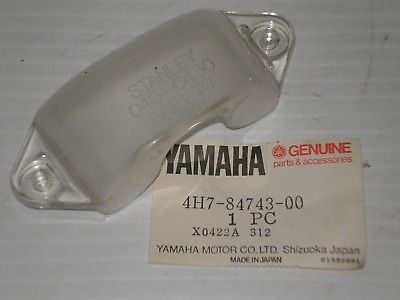 STANLEY
YAMAHA
GENUINE
parts & accessories
4H7-84743-00
1 PC
X0422A 312
YAMAHA MOTOR CO., LTD. Shizuoka Japan
MADE IN JAPAN